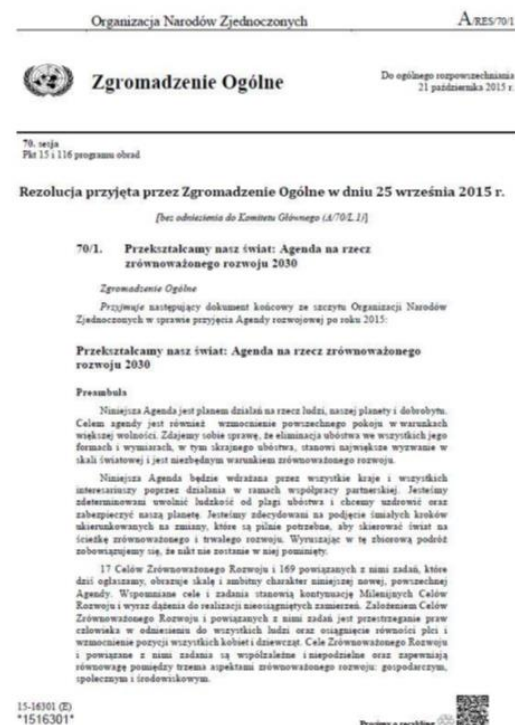 Organizacja Narodów Zjednoczonych
A/RES/70/1
Zgromadzenie Ogólne
Do ogólnego rozpowszechniania
21 października 2015 r.
70. sesja
Pkt 15 i 116 programu obrad
Rezolucja przyjęta przez Zgromadzenie Ogólne w dniu 25 września 2015 r.
[bez odniesienia do Komitetu Głównego (A/70/L.1)]
70/1. Przekształcamy nasz świat: Agenda na rzecz
zrównoważonego rozwoju 2030
Zgromadzenie Ogólne
Przyjmuje następujący dokument końcowy ze szczytu Organizacji Narodów
Zjednoczonych w sprawie przyjęcia Agendy rozwojowej po roku 2015:
Przekształcamy nasz świat: Agenda na rzecz zrównoważonego
rozwoju 2030
Preambuła
Niniejsza Agenda jest planem działań na rzecz ludzi, naszej planety i dobrobytu.
Celem agendy jest również wzmocnienie powszechnego pokoju w warunkach
większej wolności. Zdajemy sobie sprawę, że eliminacja ubóstwa we wszystkich jego
formach i wymiarach, w tym skrajnego ubóstwa, stanowi największe wyzwanie w
skali światowej i jest niezbędnym warunkiem zrównoważonego rozwoju.
Niniejsza Agenda będzie wdrażana przez wszystkie kraje i wszystkich
interesariuszy poprzez działania w ramach współpracy partnerskiej. Jesteśmy
zdeterminowani uwolnić ludzkość od plagi ubóstwa i chcemy uzdrowić oraz
zabezpieczyć naszą planetę. Jesteśmy zdecydowani na podjęcie śmiałych kroków
ukierunkowanych na zmiany, które są pilnie potrzebne, aby skierować świat na
ścieżkę zrównoważonego i trwałego rozwoju. Wyruszając w tę zbiorową podróż
zobowiązujemy się, że nikt nie zostanie w niej pominięty.
17 Celów Zrównoważonego Rozwoju i 169 powiązanych z nimi zadań, które
dziś ogłaszamy, obrazuje skalę i ambitny charakter niniejszej nowej, powszechnej
Agendy. Wspomniane cele i zadania stanowią kontynuację Milenijnych Celów
Rozwoju i wyraz dążenia do realizacji nieosiągniętych zamierzeń. Założeniem Celów
Zrównoważonego Rozwoju i powiązanych z nimi zadań jest przestrzeganie praw
człowieka w odniesieniu do wszystkich ludzi oraz osiągnięcie równości płci i
wzmocnienie pozycji wszystkich kobiet i dziewcząt. Cele Zrównoważonego Rozwoju
i powiązane z nimi zadania są współzależne i niepodzielne oraz zapewniają
równowagę pomiędzy trzema aspektami zrównoważonego rozwoju: gospodarczym,
społecznym i środowiskowym.
15-16301 (E)
*1516301*
Prosimy o recykling